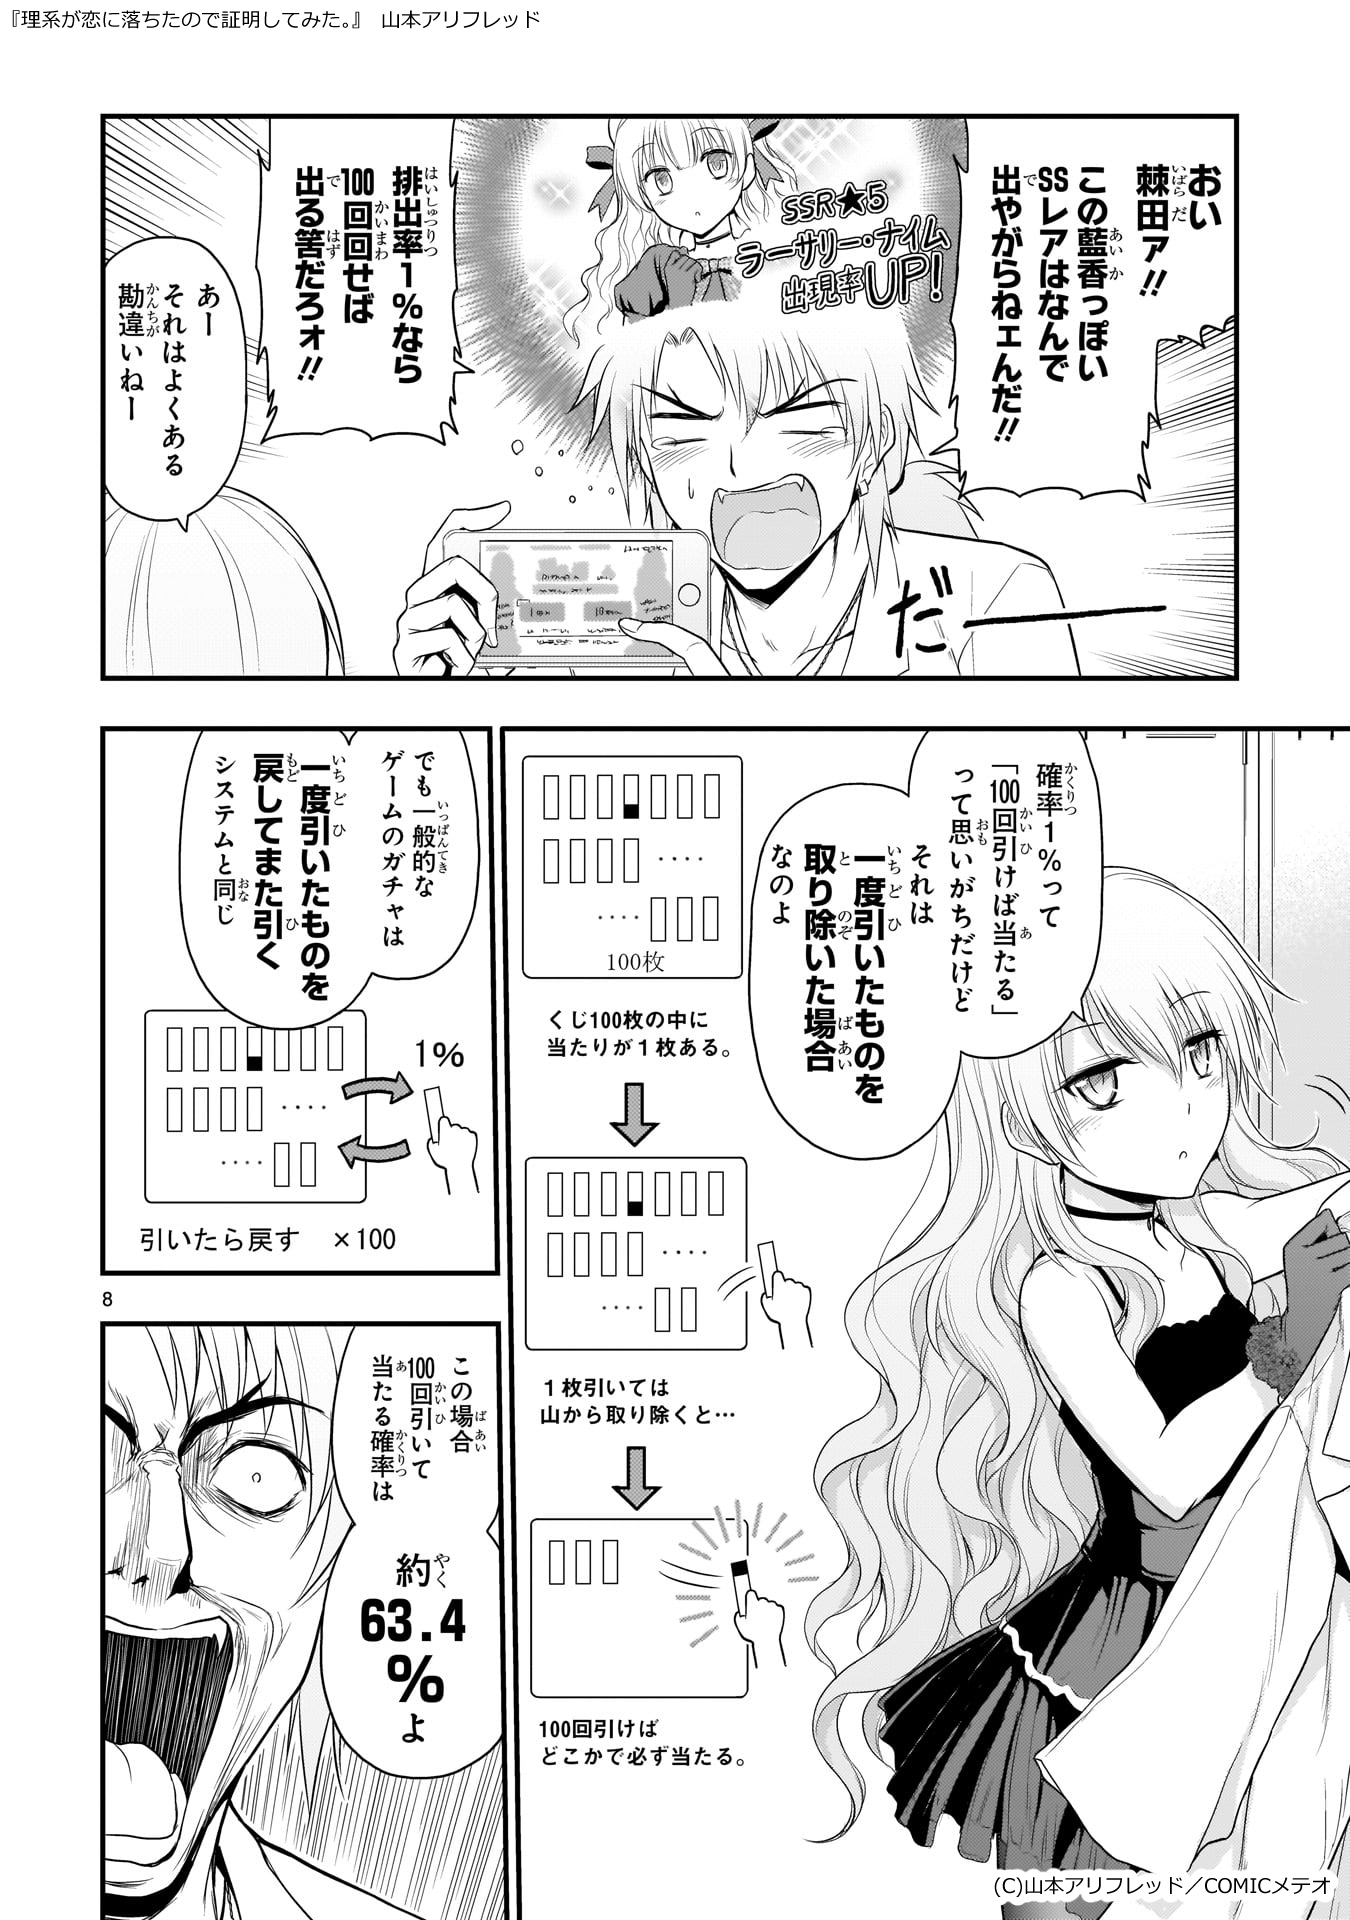 『理系が恋に落ちたので証明してみた。』 山本アリフレッド
おい
棘田ァ!!
この藍香っぽい
SSレアはなんで
出やがらねェんだ!!
SSR★5
ラーサリー・ナイム
出現率UP!
排出率1%なら
100回回せば
出る筈だろォ!!
あー
それはよくある
勘違いねー
だーー
確率1%って
「100回引けば当たる」
って思いがちだけど
それは
一度引いたものを
取り除いた場合
なのよ
100枚
くじ100枚の中に
当たりが1枚ある。
1枚引いては
山から取り除くと…
100回引けば
どこかで必ず当たる。
でも一般的な
ゲームのガチャは
一度引いたものを
戻してまた引く
システムと同じ
1%
引いたら戻す ×100
8
この場合
100回引いて
当たる確率は
約
63.4
%
よ
(C)山本アリフレッド／COMICメテオ